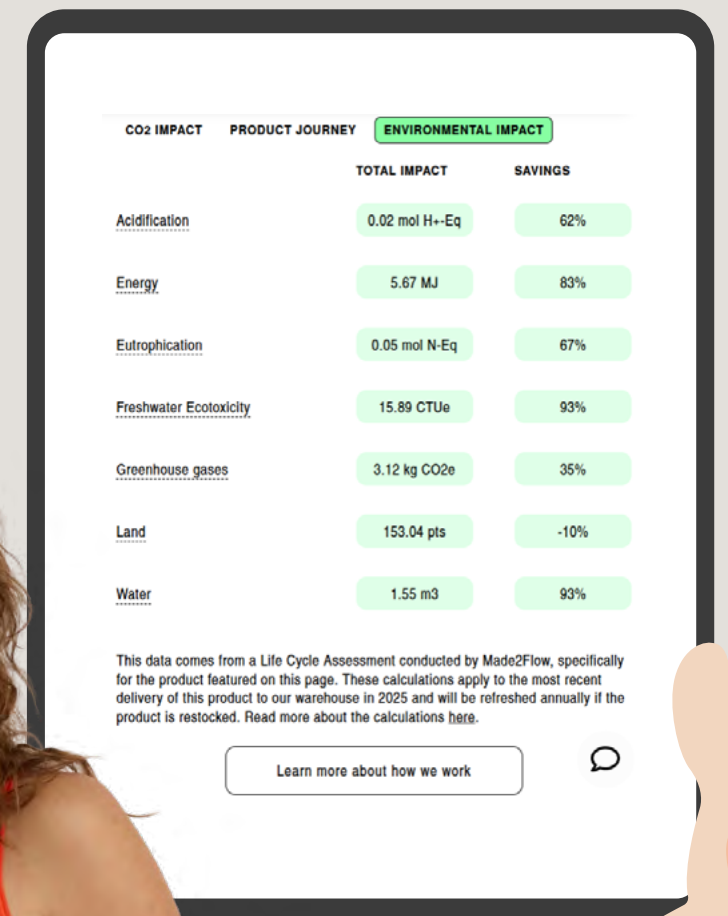 CO2 IMPACT PRODUCT JOURNEY ENVIRONMENTAL IMPACT
TOTAL IMPACT SAVINGS
Acidification 0.02 mol H+-Eq 62%
Energy 5.67 MJ 83%
Eutrophication 0.05 mol N-Eq 67%
Freshwater Ecotoxicity 15.89 CTUe 93%
Greenhouse gases 3.12 kg CO2e 35%
Land 153.04 pts -10%
Water 1.55 m3 93%
This data comes from a Life Cycle Assessment conducted by Made2Flow, specifically
for the product featured on this page. These calculations apply to the most recent
delivery of this product to our warehouse in 2025 and will be refreshed annually if the
product is restocked. Read more about the calculations here.
Learn more about how we work